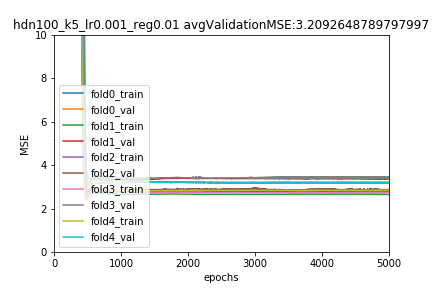 hdn100_k5_lr0.001_reg0.01 avgValidationMSE:3.2092648789797997
10
8
6
4
2
0
MSE
fold0_train
fold0_val
fold1_train
fold1_val
fold2_train
fold2_val
fold3_train
fold3_val
fold4_train
fold4_val
0 1000 2000 3000 4000 5000
epochs